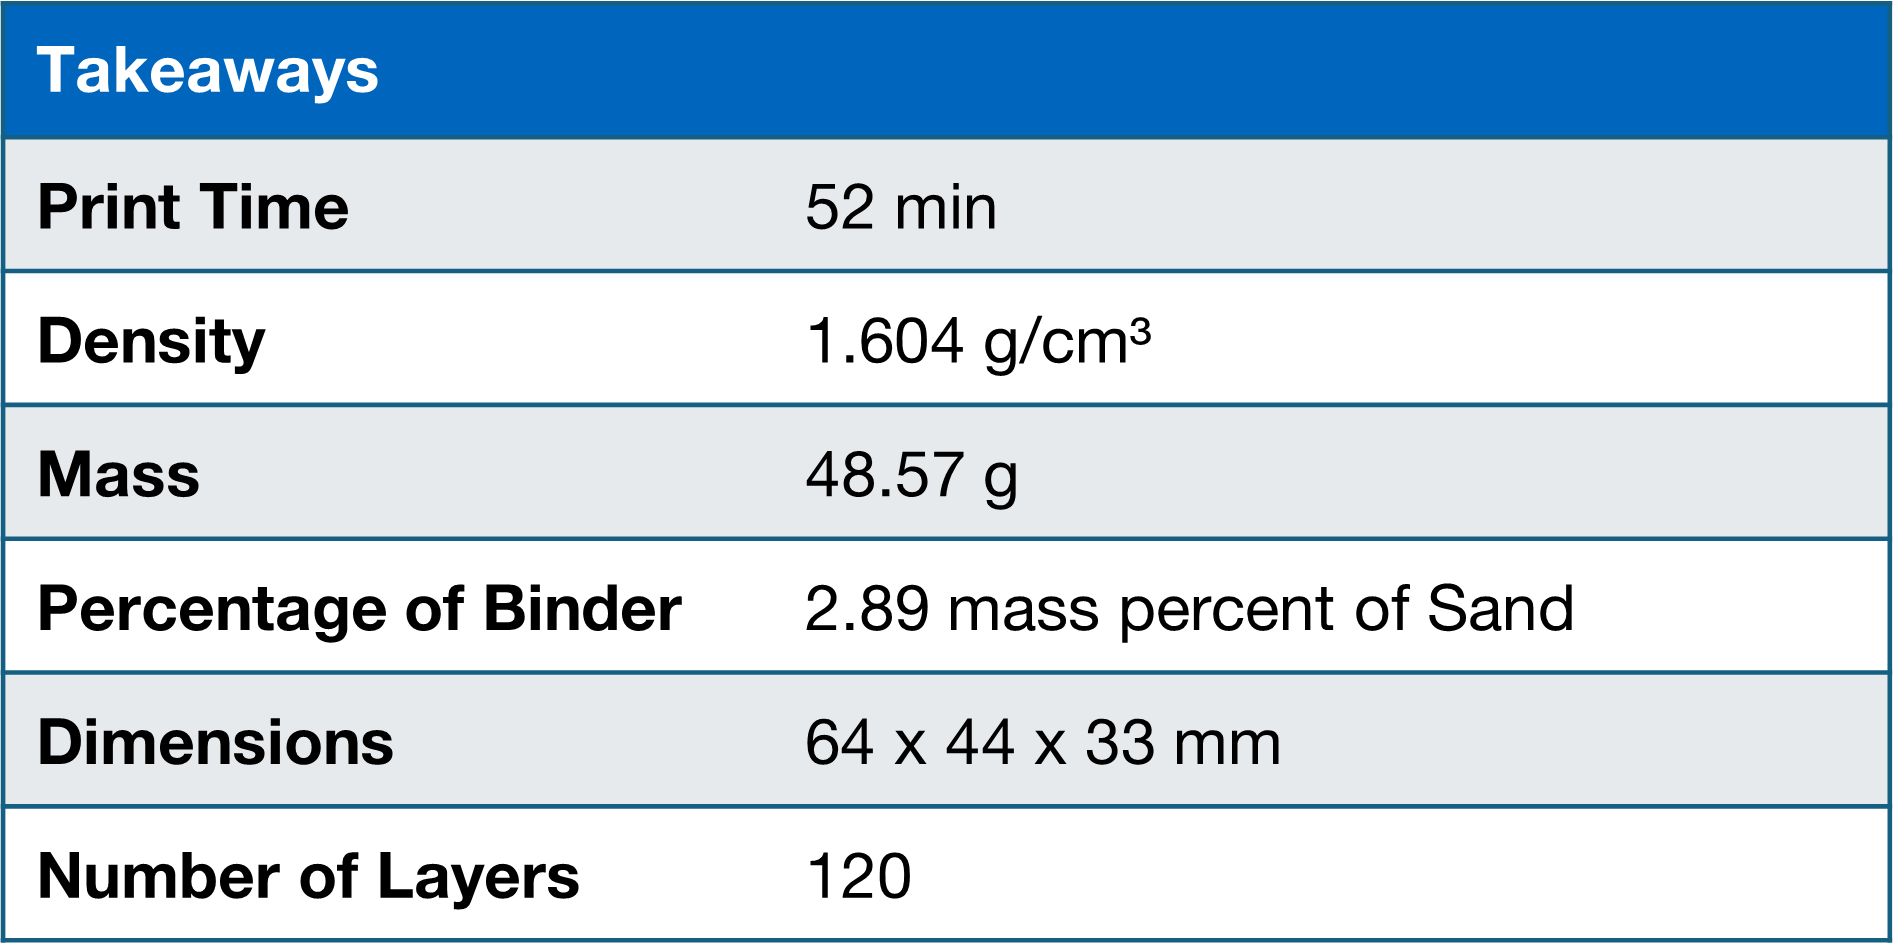 Takeaways
Print Time 52 min
Density 1.604 g/cm³
Mass 48.57 g
Percentage of Binder 2.89 mass percent of Sand
Dimensions 64 x 44 x 33 mm
Number of Layers 120